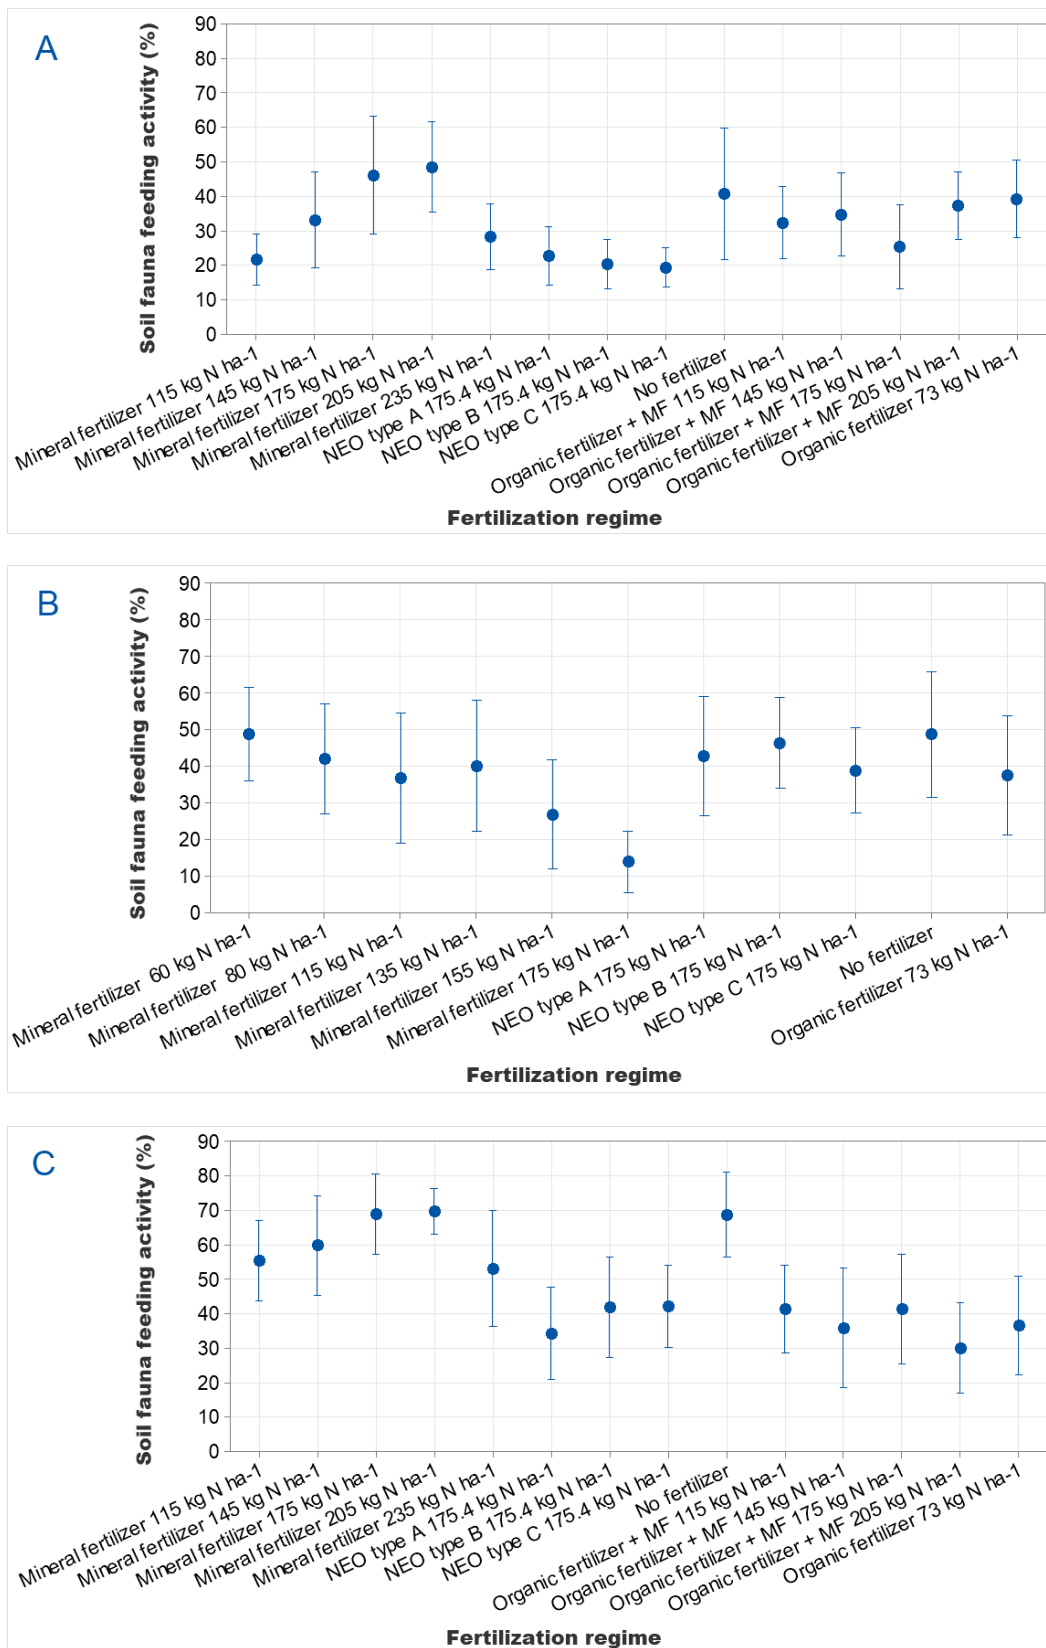 A
Soil fauna feeding activity (%)
90
80
70
60
50
40
30
20
10
0
Mineral fertilizer 115 kg N ha-1
Mineral fertilizer 145 kg N ha-1
Mineral fertilizer 175 kg N ha-1
Mineral fertilizer 205 kg N ha-1
Mineral fertilizer 235 kg N ha-1
NEO type A 175.4 kg N ha-1
NEO type B 175.4 kg N ha-1
NEO type C 175.4 kg N ha-1
No fertilizer
Organic fertilizer + MF 115 kg N ha-1
Organic fertilizer + MF 145 kg N ha-1
Organic fertilizer + MF 175 kg N ha-1
Organic fertilizer + MF 205 kg N ha-1
Organic fertilizer 73 kg N ha-1
Fertilization regime
B
Soil fauna feeding activity (%)
90
80
70
60
50
40
30
20
10
0
Mineral fertilizer 60 kg N ha-1
Mineral fertilizer 80 kg N ha-1
Mineral fertilizer 115 kg N ha-1
Mineral fertilizer 135 kg N ha-1
Mineral fertilizer 155 kg N ha-1
Mineral fertilizer 175 kg N ha-1
NEO type A 175 kg N ha-1
NEO type B 175 kg N ha-1
NEO type C 175 kg N ha-1
No fertilizer
Organic fertilizer 73 kg N ha-1
Fertilization regime
C
Soil fauna feeding activity (%)
90
80
70
60
50
40
30
20
10
0
Mineral fertilizer 115 kg N ha-1
Mineral fertilizer 145 kg N ha-1
Mineral fertilizer 175 kg N ha-1
Mineral fertilizer 205 kg N ha-1
Mineral fertilizer 235 kg N ha-1
NEO type A 175.4 kg N ha-1
NEO type B 175.4 kg N ha-1
NEO type C 175.4 kg N ha-1
No fertilizer
Organic fertilizer + MF 115 kg N ha-1
Organic fertilizer + MF 145 kg N ha-1
Organic fertilizer + MF 175 kg N ha-1
Organic fertilizer + MF 205 kg N ha-1
Organic fertilizer 73 kg N ha-1
Fertilization regime